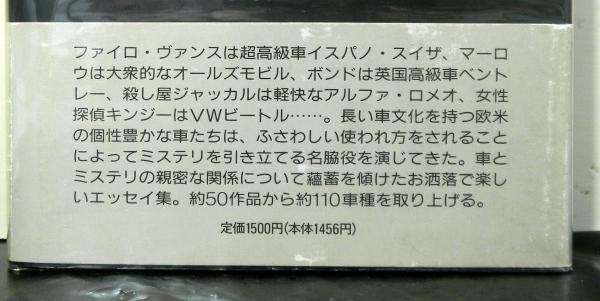 ファイロ・ヴァンスは超高級車イスパノ・スイザ、マーロ
ウは大衆的なオールズモビル、ボンドは英国高級車ベント
レー、殺し屋ジャッカルは軽快なアルファ・ロメオ、女性
探偵キンジーはVWビートル……。長い車文化を持つ欧米
の個性豊かな車たちは、ふさわしい使われ方をされること
によってミステリを引き立てる名脇役を演じてきた。車と
ミステリの親密な関係について蘊蓄を傾けたお洒落で楽し
いエッセイ集。約50作品から約110車種を取り上げる。
定価1500円(本体1456円)